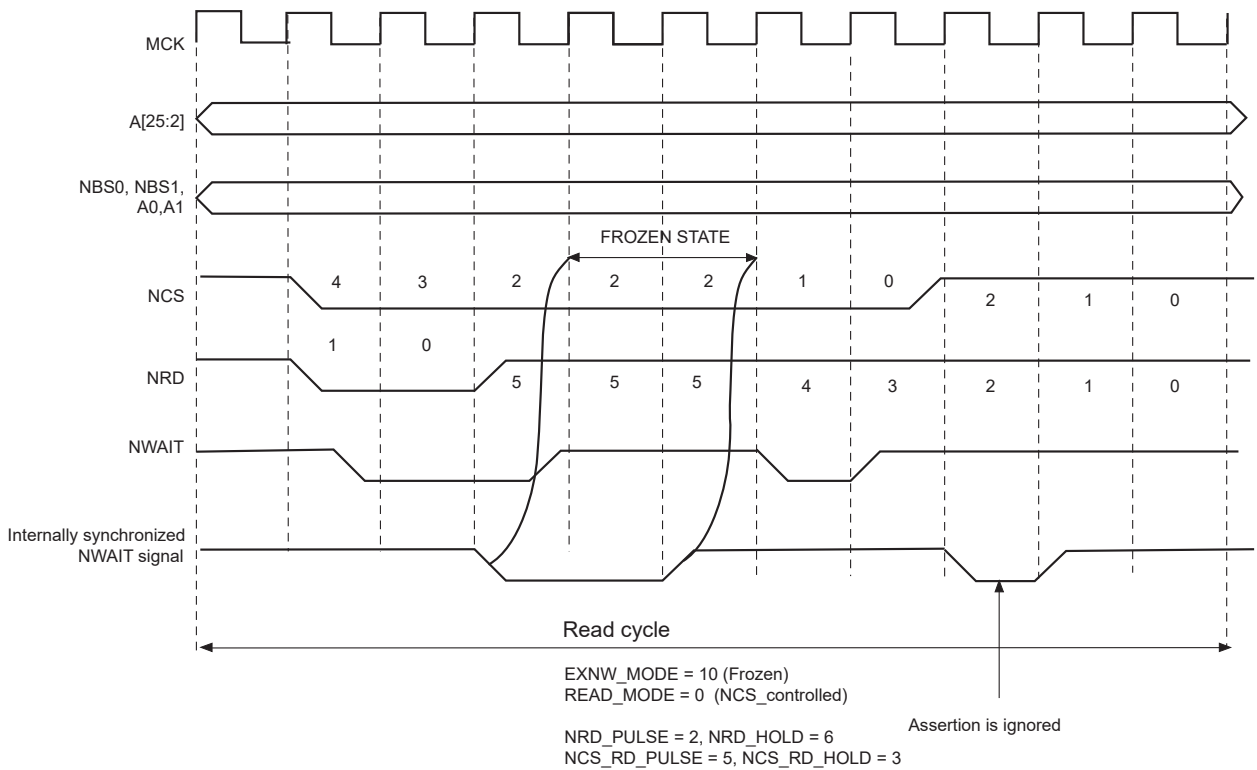 MCK
A[25:2]
NBS0, NBS1,
A0,A1
FROZEN STATE
4 3 2 2 2 1 0
NCS
2 1 0
1 0
NRD
5 5 5 4 3 2 1 0
NWAIT
Internally synchronized
NWAIT signal
Read cycle
EXNW_MODE = 10 (Frozen)
READ_MODE = 0 (NCS_controlled)
Assertion is ignored
NRD_PULSE = 2, NRD_HOLD = 6
NCS_RD_PULSE = 5, NCS_RD_HOLD = 3